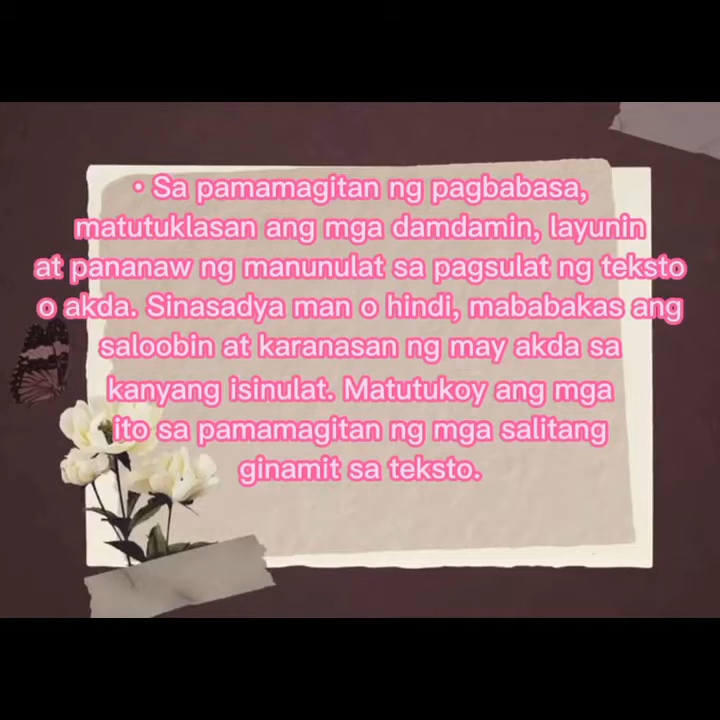 • Sa pamamagitan ng pagbabasa,
matutuklasan ang mga damdamin, layunin
at pananaw ng manunulat sa pagsulat ng teksto
o akda. Sinasadya man o hindi, mababakas ang
saloobin at karanasan ng may akda sa
kanyang isinulat. Matutukoy ang mga
ito sa pamamagitan ng mga salitang
ginamit sa teksto.